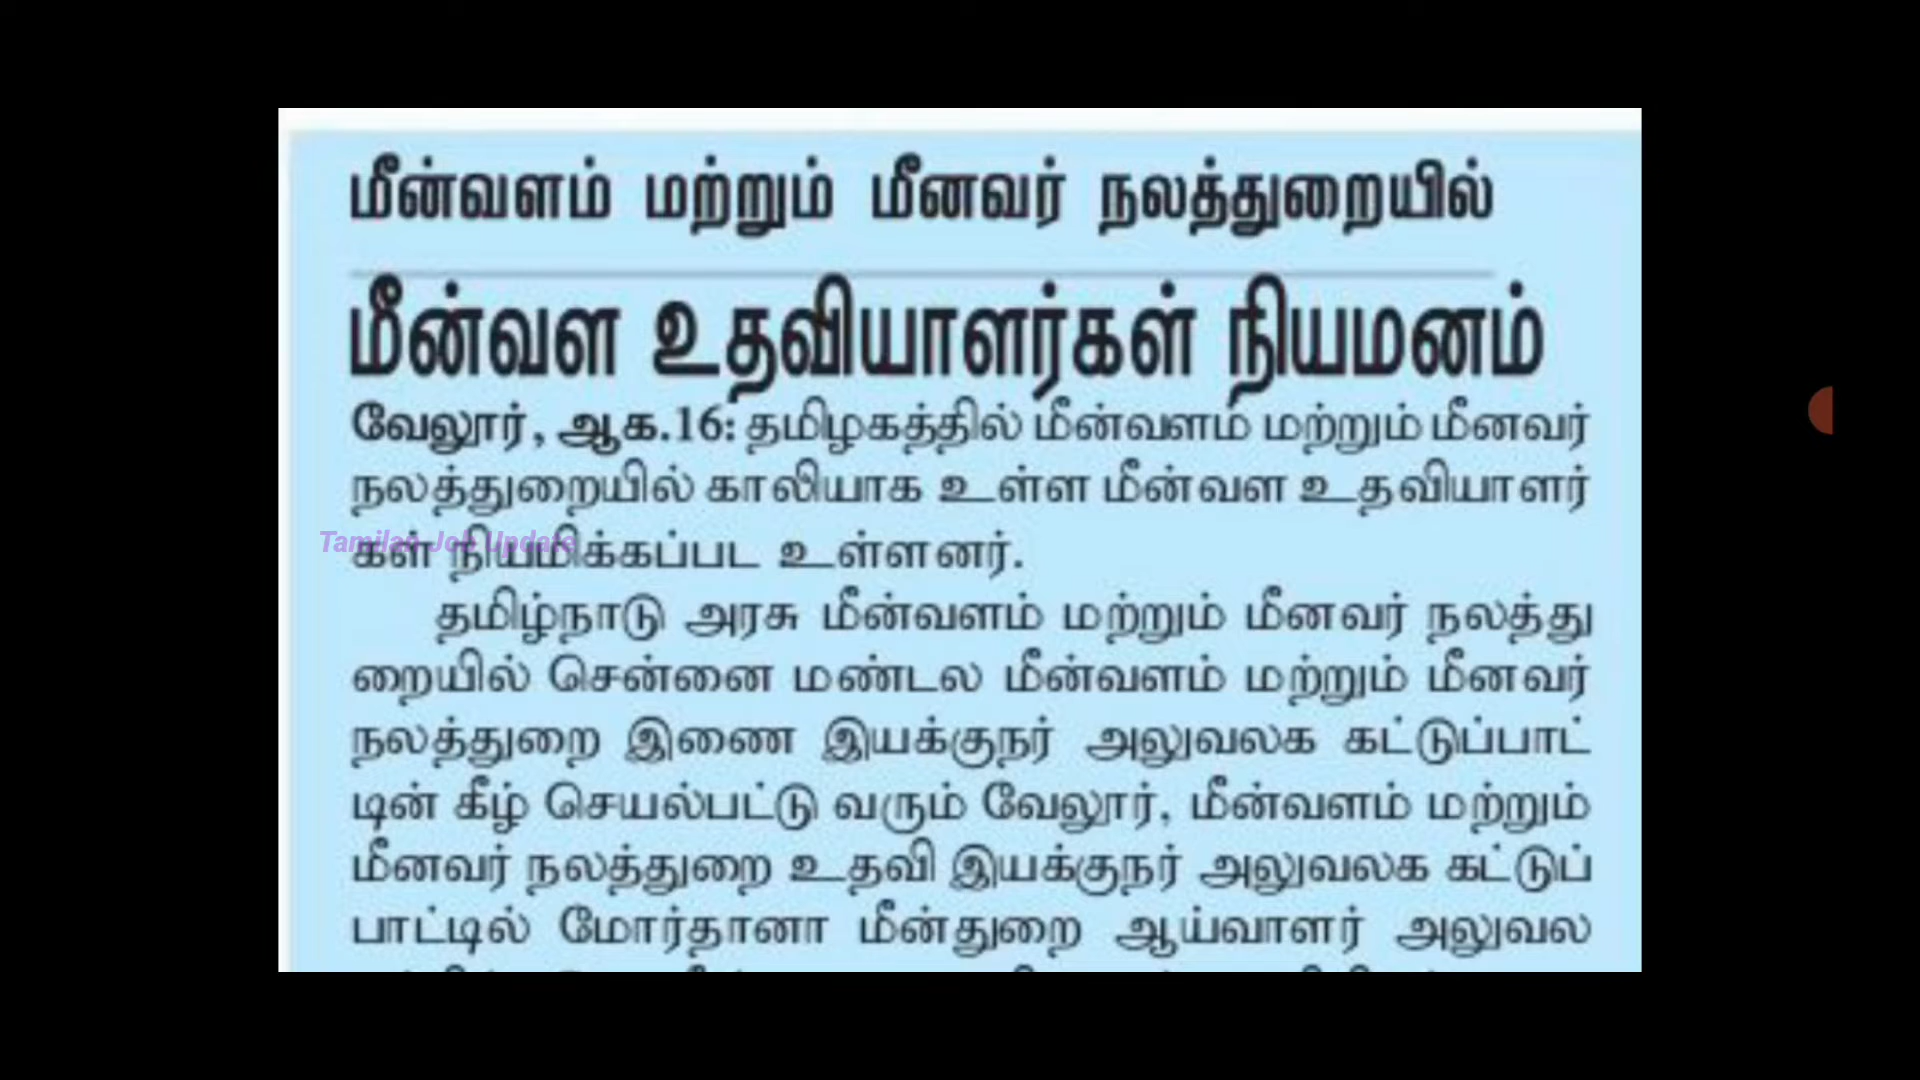 மீன்வளம் மற்றும் மீனவர் நலத்துறையில்
மீன்வள உதவியாளர்கள் நியமனம்
வேலூர், ஆக.16: தமிழகத்தில் மீன்வளம் மற்றும் மீனவர்
நலத்துறையில் காலியாக உள்ள மீன்வள உதவியாளர்
Tamilan Job Update
கள் நியமிக்கப்பட உள்ளனர்.
தமிழ்நாடு அரசு மீன்வளம் மற்றும் மீனவர் நலத்து
றையில் சென்னை மண்டல மீன்வளம் மற்றும் மீனவர்
நலத்துறை இணை இயக்குநர் அலுவலக கட்டுப்பாட்
டின் கீழ் செயல்பட்டு வரும் வேலூர், மீன்வளம் மற்றும்
மீனவர் நலத்துறை உதவி இயக்குநர் அலுவலக கட்டுப்
பாட்டில் மோர்தானா மீன்துறை ஆய்வாளர் அலுவல